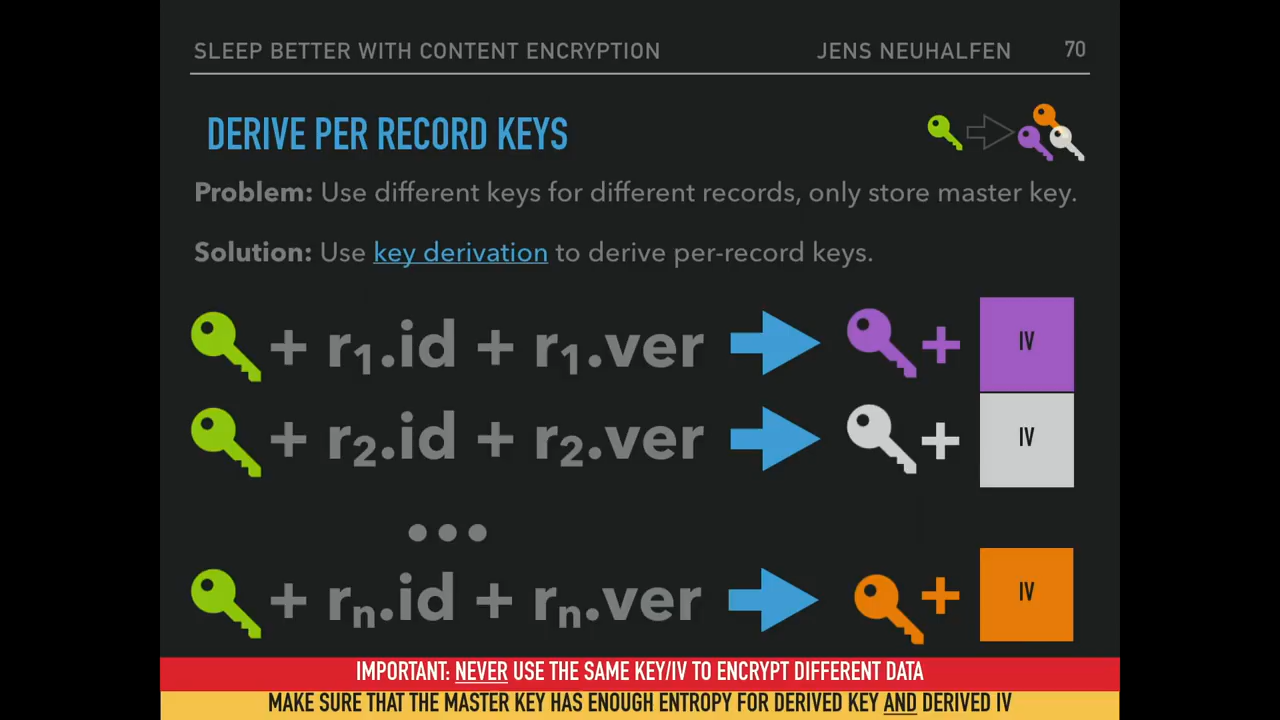 SLEEP BETTER WITH CONTENT ENCRYPTION JENS NEUHALFEN 70
DERIVE PER RECORD KEYS
Problem: Use different keys for different records, only store master key.
Solution: Use key derivation to derive per-record keys.
+ r₁.id + r₁.ver + IV
+ r₂.id + r₂.ver + IV
...
+ rₙ.id + rₙ.ver + IV
IMPORTANT: NEVER USE THE SAME KEY/IV TO ENCRYPT DIFFERENT DATA
MAKE SURE THAT THE MASTER KEY HAS ENOUGH ENTROPY FOR DERIVED KEY AND DERIVED IV